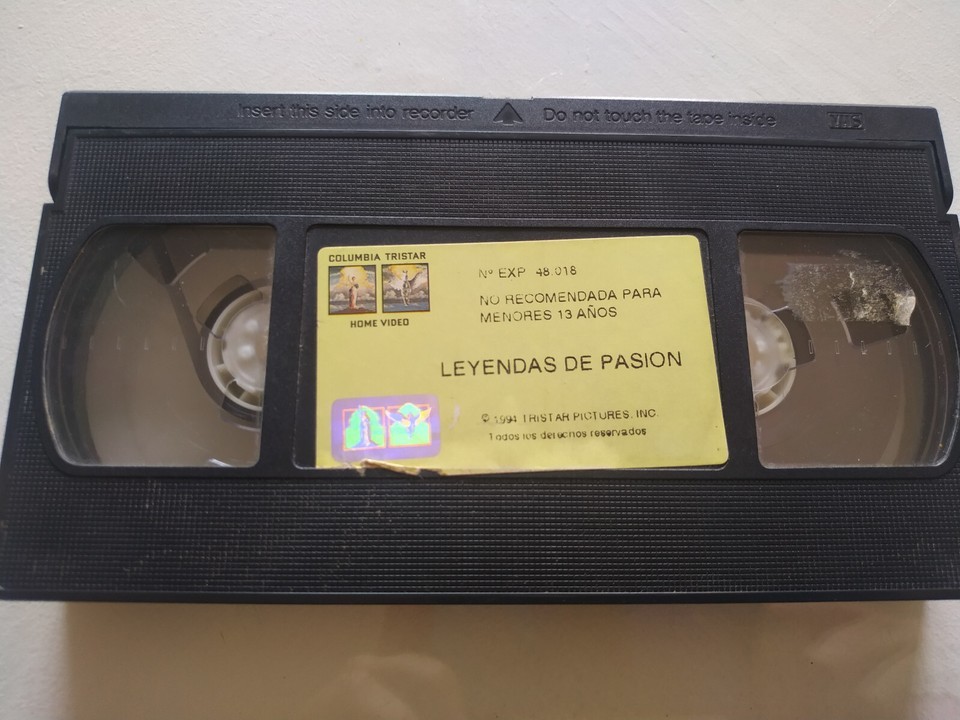 Insert this side into recorder
Do not touch the tape inside
VHS
COLUMBIA TRISTAR
HOME VIDEO
Nº EXP 48.018
NO RECOMENDADA PARA
MENORES 13 AÑOS
LEYENDAS DE PASION
© 1994 TRISTAR PICTURES, INC.
Todos los derechos reservados